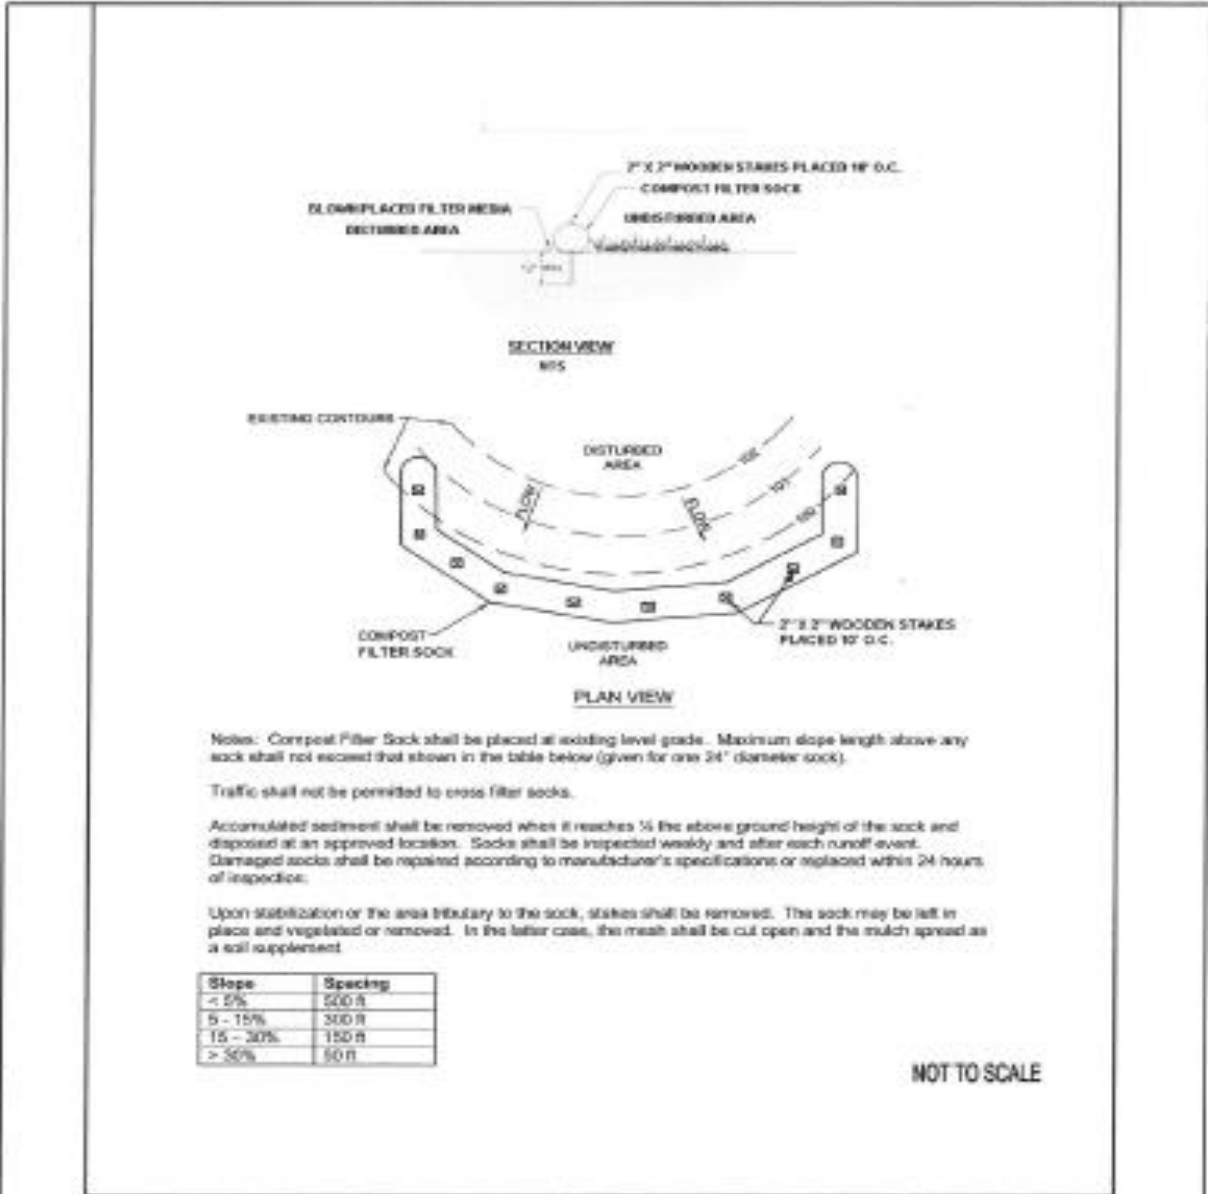 2" X 2" WOODEN STAKES PLACED 10' O.C.
COMPOST FILTER SOCK
BLOWN/PLACED FILTER MEDIA
UNDISTURBED AREA
DISTURBED AREA
SECTION VIEW
NTS
EXISTING CONTOURS
DISTURBED
AREA
102
101
100
FLOW
FLOW
COMPOST
FILTER SOCK
UNDISTURBED
AREA
2" X 2" WOODEN STAKES
PLACED 10' O.C.
PLAN VIEW
Notes: Compost Filter Sock shall be placed at existing level grade. Maximum slope length above any
sock shall not exceed that shown in the table below (given for one 24" diameter sock).
Traffic shall not be permitted to cross filter socks.
Accumulated sediment shall be removed when it reaches the above ground height of the sock and
disposed at an approved location. Socks shall be inspected weekly and after each runoff event.
Damaged socks shall be repaired according to manufacturer's specifications or replaced within 24 hours
of inspection.
Upon stabilization or the area tributary to the sock, stakes shall be removed. The sock may be left in
place and vegetated or removed. In the latter case, the mesh shall be cut open and the mulch spread as
a soil supplement
Slope Spacing
< 5% 500 ft
5 - 15% 300 ft
15 – 30% 150 ft
> 30% 50 ft
NOT TO SCALE